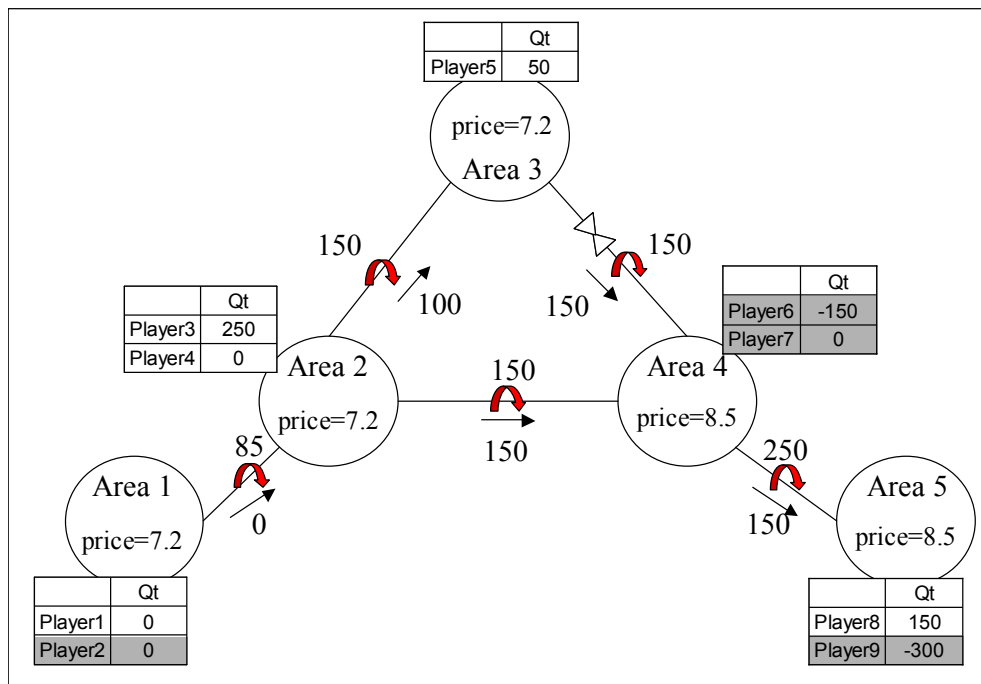 Qt
Player5 50
price=7.2
Area 3
150
100
150
150
Qt
Player3 250
Player4 0
Qt
Player6 -150
Player7 0
Area 2
price=7.2
150
150
Area 4
price=8.5
85
0
250
150
Area 1
price=7.2
Area 5
price=8.5
Qt
Player1 0
Player2 0
Qt
Player8 150
Player9 -300